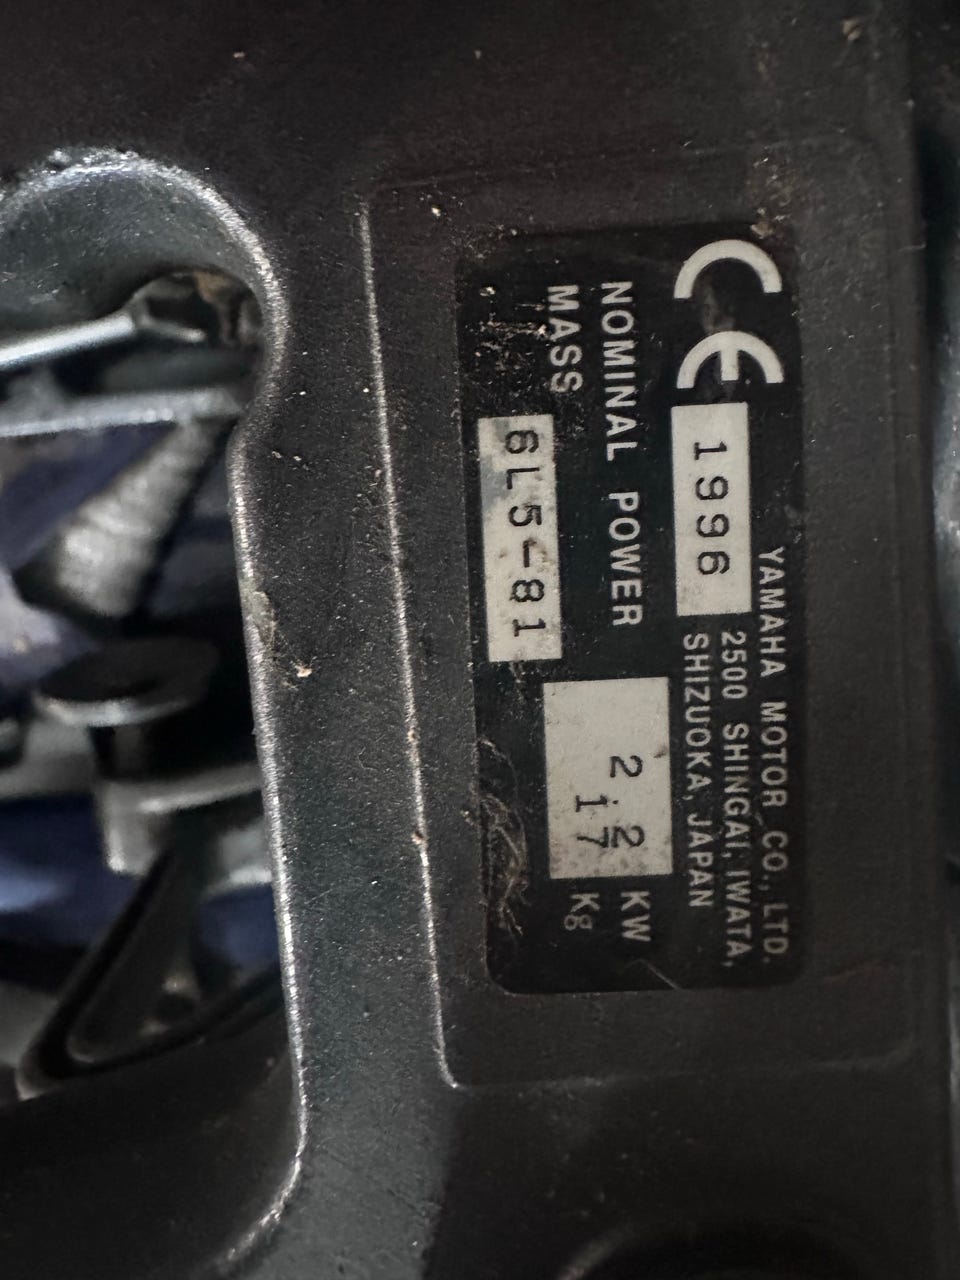 CE 1996
YAMAHA MOTOR CO., LTD.
2500 SHINGAI, IWATA,
SHIZUOKA, JAPAN
NOMINAL POWER 2.2 KW
MASS 17 Kg
6L5-81